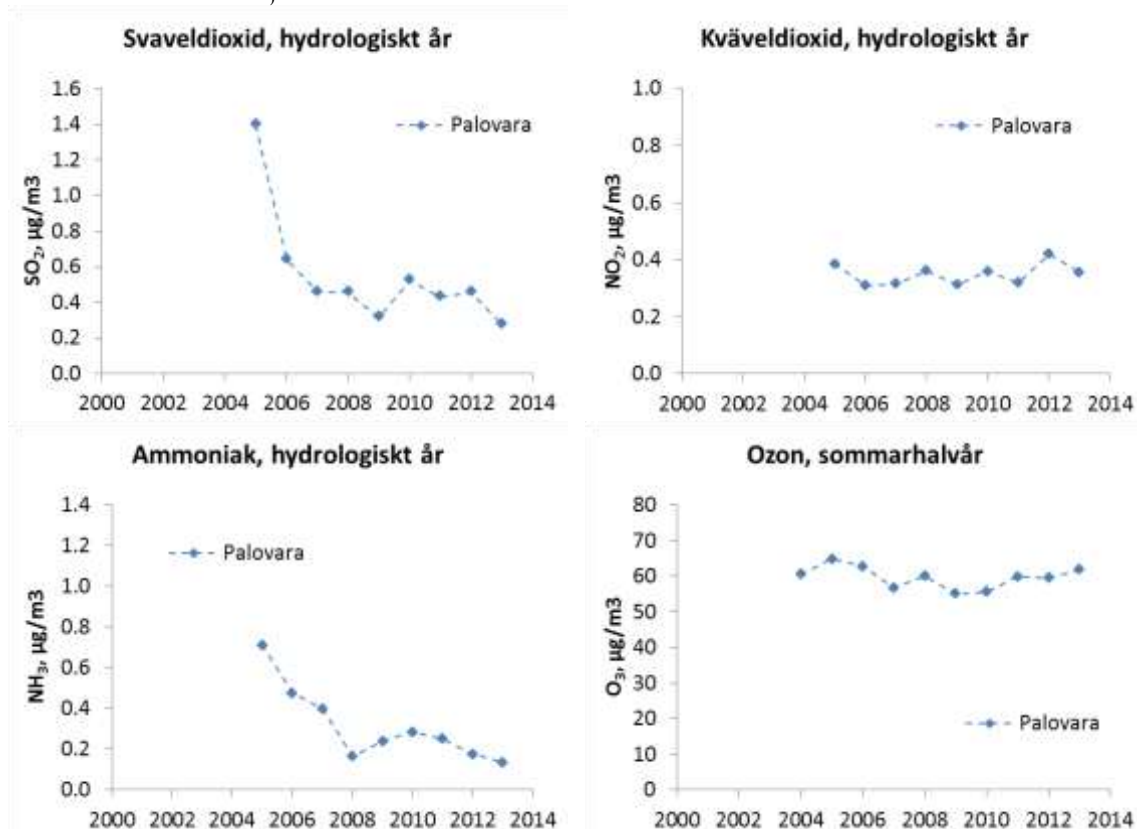 Svaveldioxid, hydrologiskt år
1.6
1.4
1.2
1.0
0.8
0.6
0.4
0.2
0.0
SO₂, µg/m3
Palovara
2000 2002 2004 2006 2008 2010 2012 2014
Kväveldioxid, hydrologiskt år
1.0
0.8
0.6
0.4
0.2
0.0
NO₂, µg/m3
Palovara
2000 2002 2004 2006 2008 2010 2012 2014
Ammoniak, hydrologiskt år
1.4
1.2
1.0
0.8
0.6
0.4
0.2
0.0
NH₃, µg/m3
Palovara
2000 2002 2004 2006 2008 2010 2012 2014
Ozon, sommarhalvår
80
70
60
50
40
30
20
10
0
O₃, µg/m3
Palovara
2000 2002 2004 2006 2008 2010 2012 2014